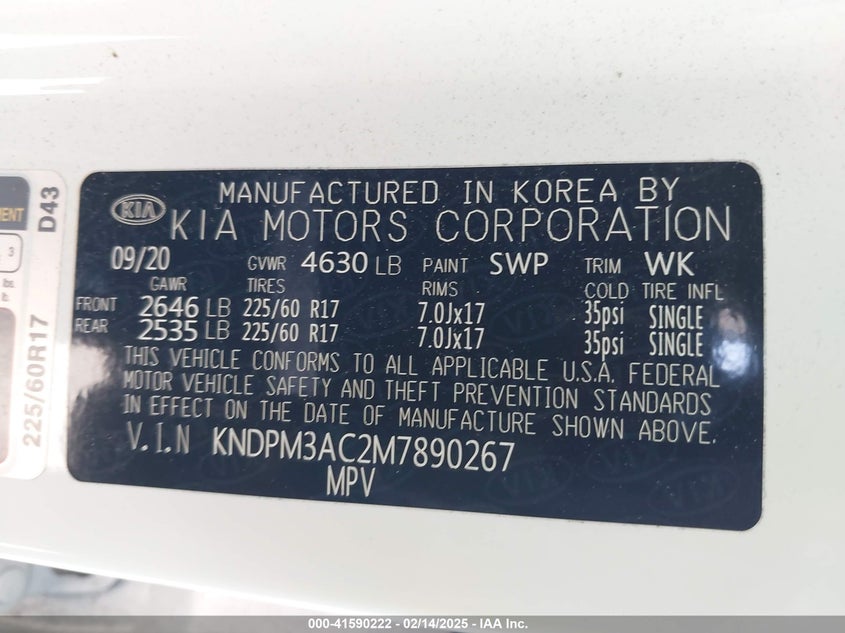 MENT
D43
3
lbs.
lb.
225/60R17
KIA
MANUFACTURED IN KOREA BY
KIA MOTORS CORPORATION
09/20 GVWR 4630 LB PAINT SWP TRIM WK
GAWR TIRES RIMS COLD TIRE INFL
FRONT 2646 LB 225/60 R17 7.0Jx17 35psi SINGLE
REAR 2535 LB 225/60 R17 7.0Jx17 35psi SINGLE
THIS VEHICLE CONFORMS TO ALL APPLICABLE U.S.A. FEDERAL
MOTOR VEHICLE SAFETY AND THEFT PREVENTION STANDARDS
IN EFFECT ON THE DATE OF MANUFACTURE SHOWN ABOVE.
V.I.N KNDPM3AC2M7890267
MPV
000-41590222 - 02/14/2025 - IAA Inc.